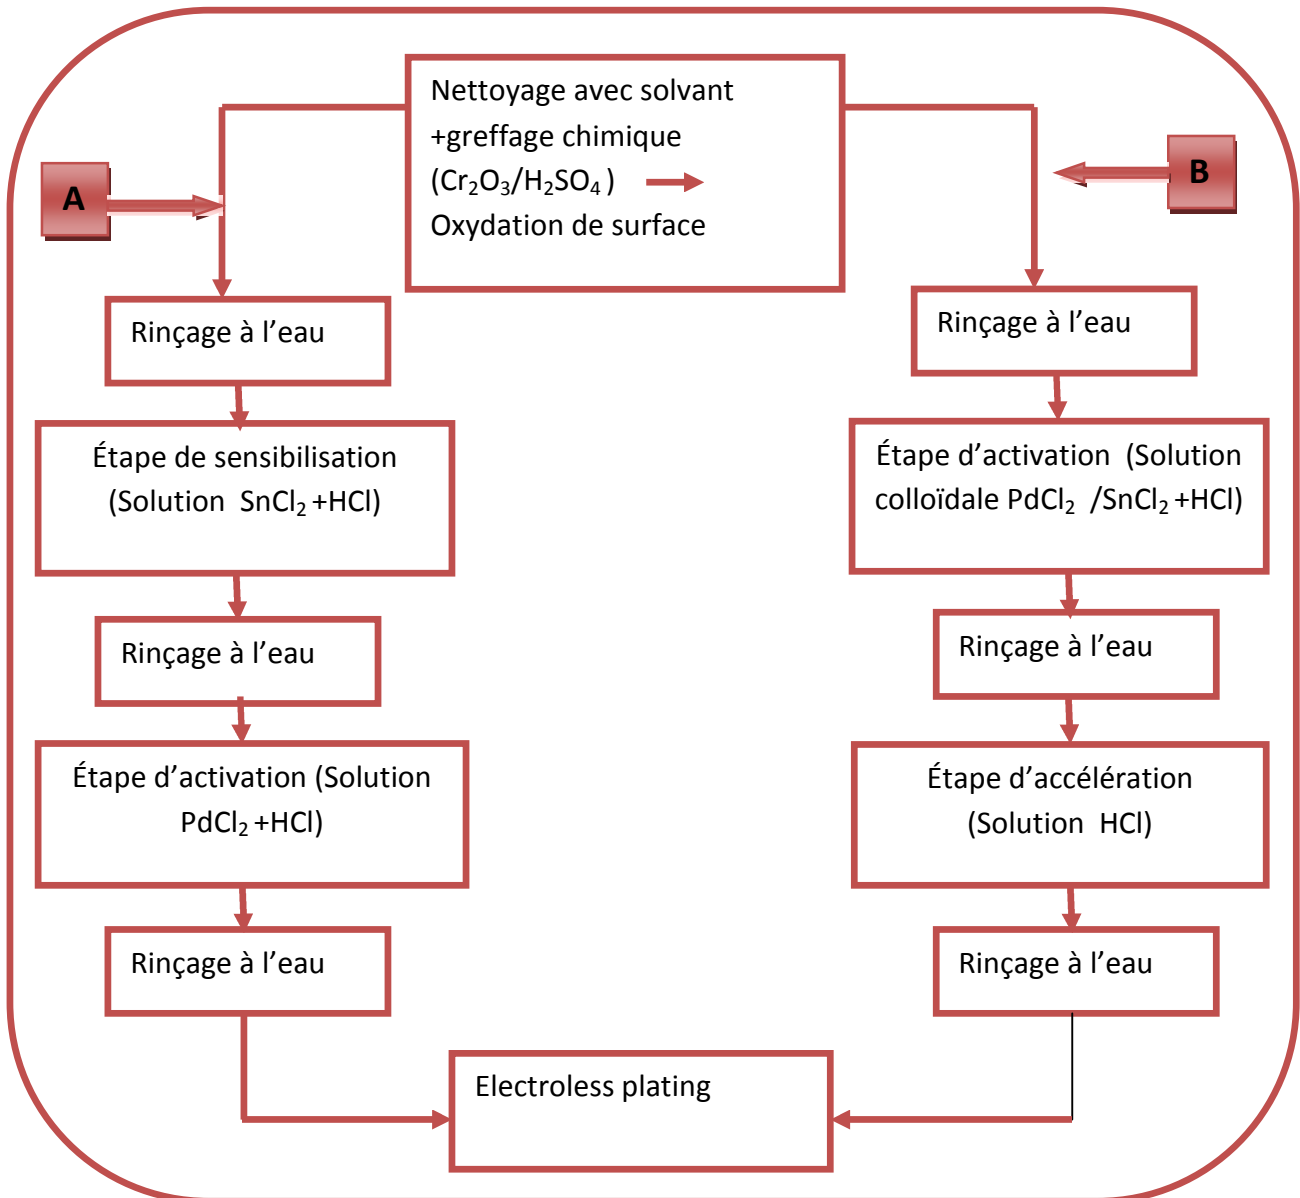 Nettoyage avec solvant
+greffage chimique
(Cr₂O₃/H₂SO₄ )
Oxydation de surface
A
B
Rinçage à l’eau
Étape de sensibilisation
(Solution SnCl₂ +HCl)
Rinçage à l’eau
Étape d’activation (Solution
PdCl₂ +HCl)
Rinçage à l’eau
Rinçage à l’eau
Étape d’activation (Solution
colloïdale PdCl₂ /SnCl₂ +HCl)
Rinçage à l’eau
Étape d’accélération
(Solution HCl)
Rinçage à l’eau
Electroless plating